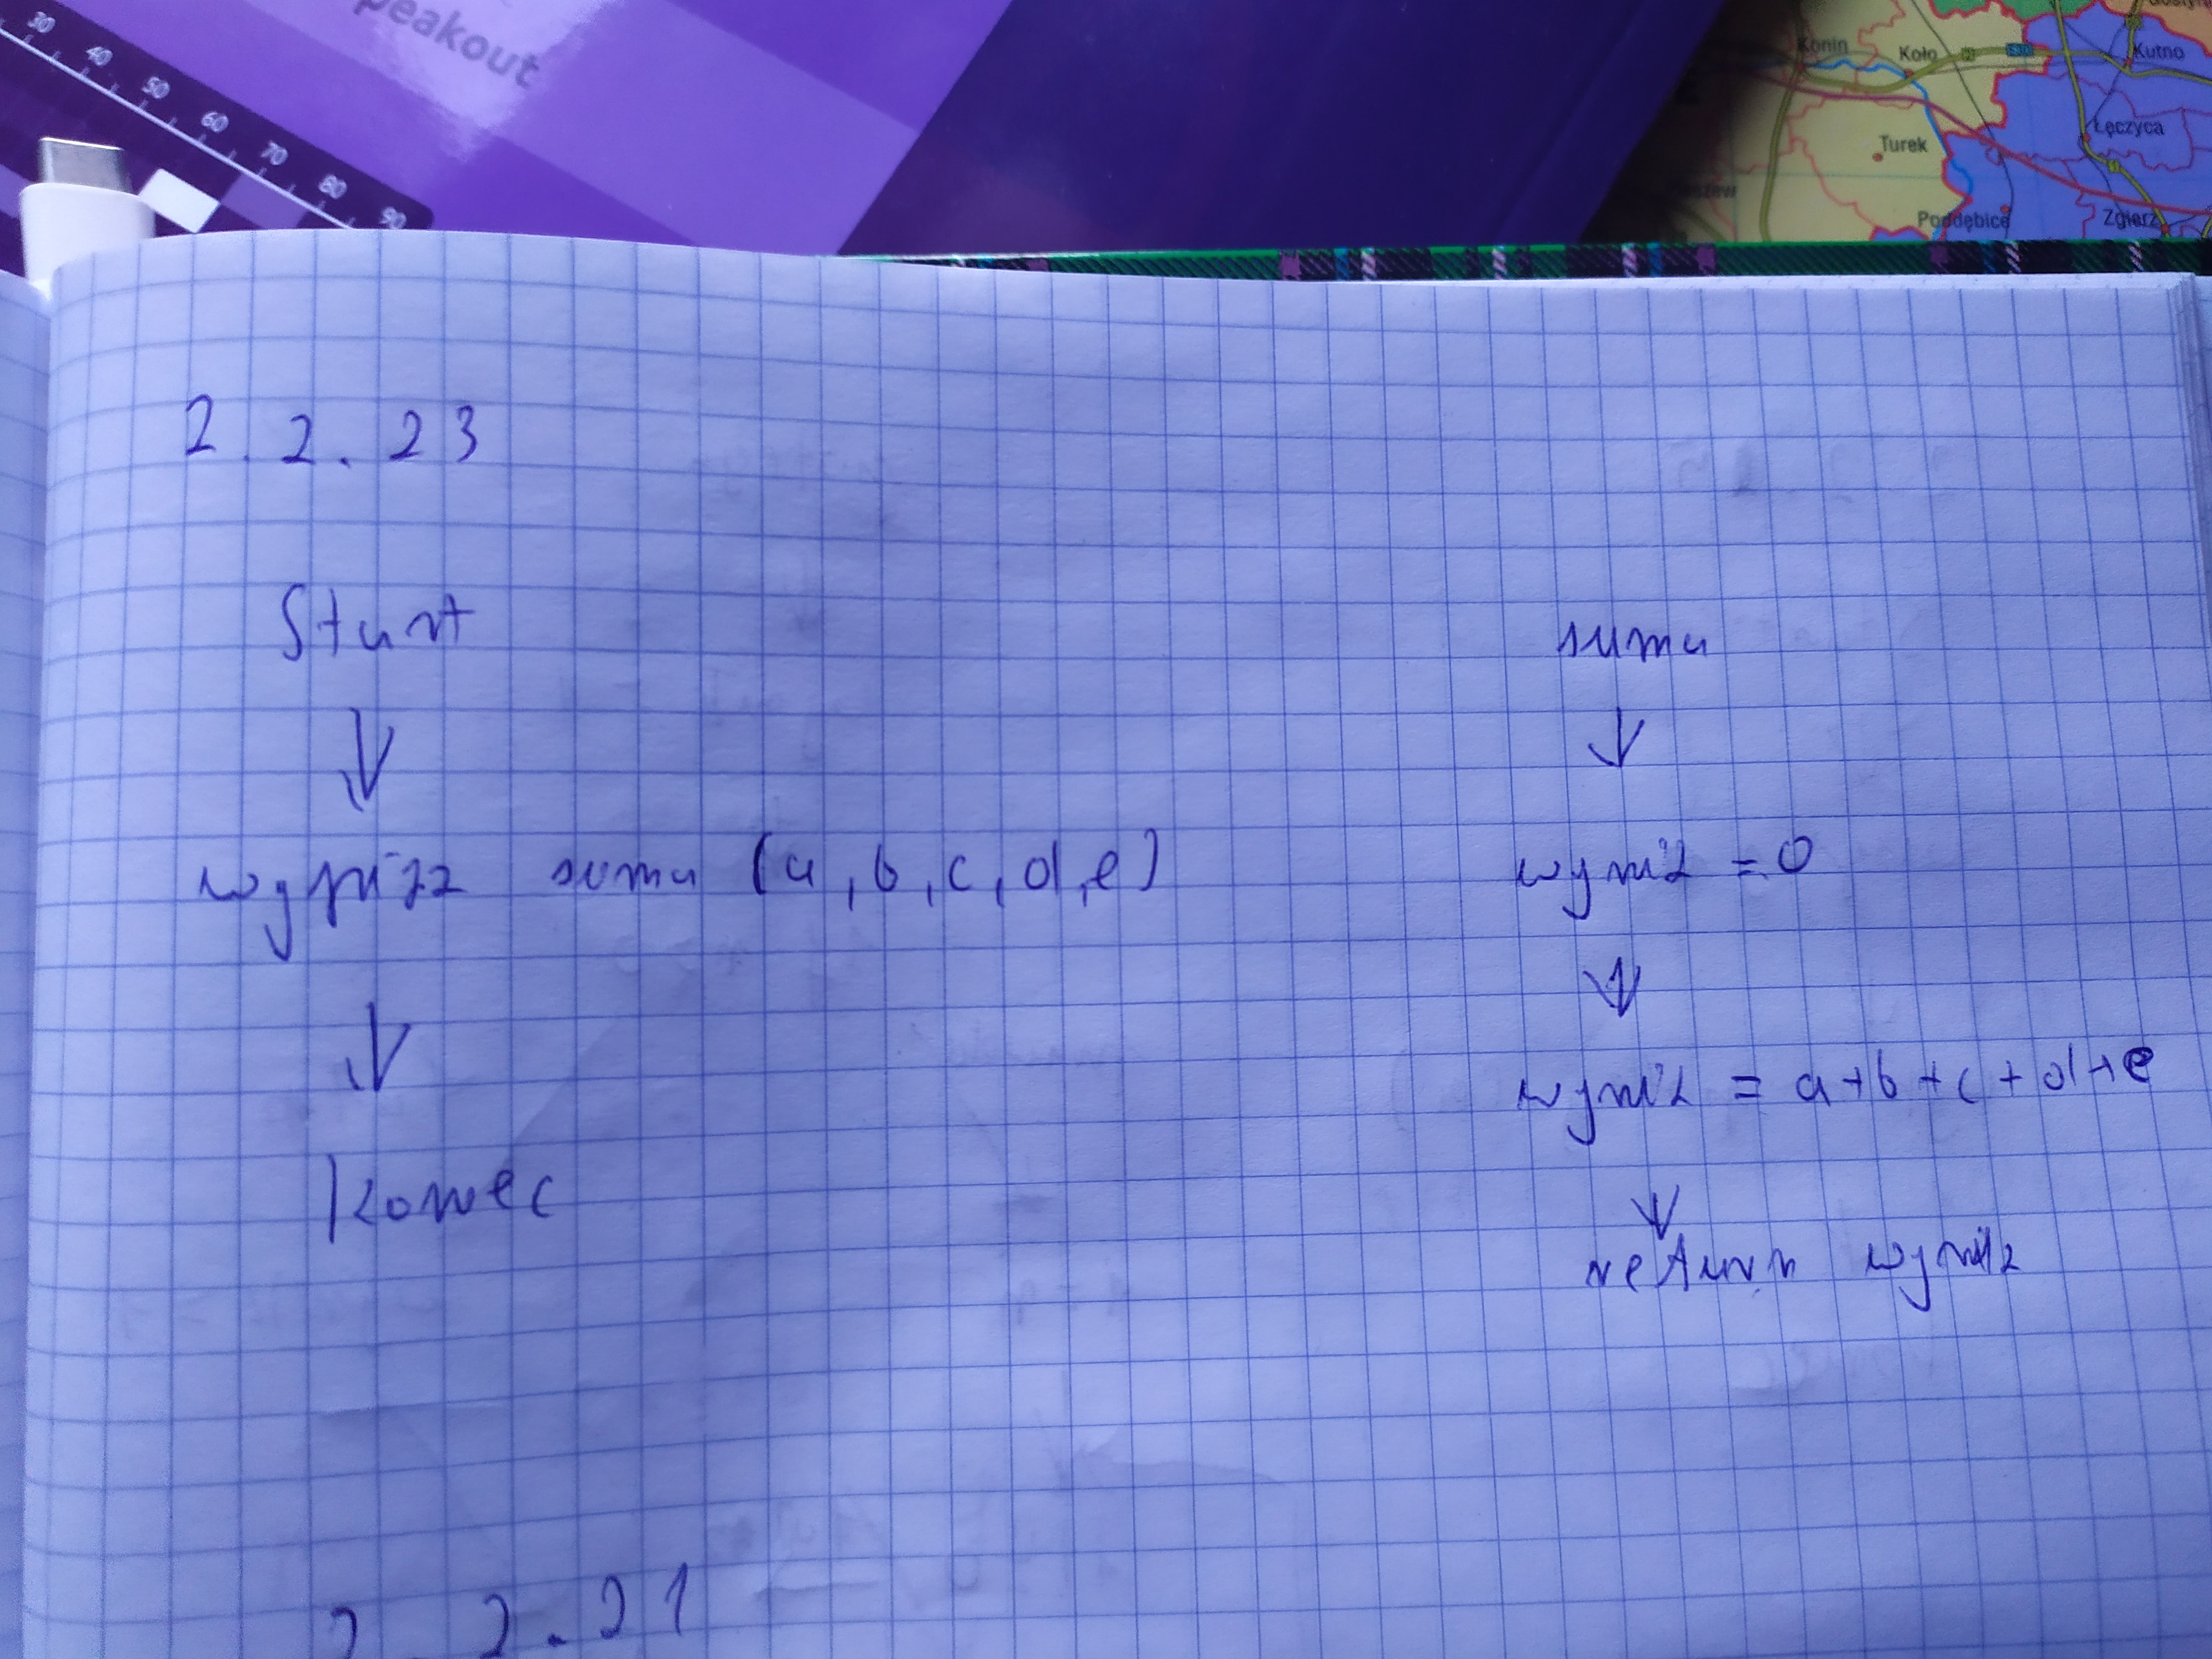 peakout
30 40 50 60 70 80 90
Konin
Koło
Kutno
Turek
Łęczyca
Poddębice
Zgierz
2.2.23
Start
wypisz suma (a, b, c, d, e)
Koniec
suma
wynik = 0
wynik = a+b+c+d+e
return wynik
2.21